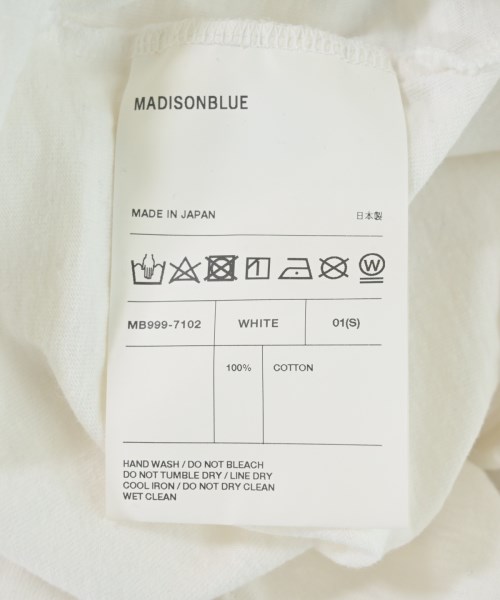 MADISONBLUE
MADE IN JAPAN 日本製
W
MB999-7102 WHITE 01(S)
100% COTTON
HAND WASH / DO NOT BLEACH
DO NOT TUMBLE DRY / LINE DRY
COOL IRON / DO NOT DRY CLEAN
WET CLEAN